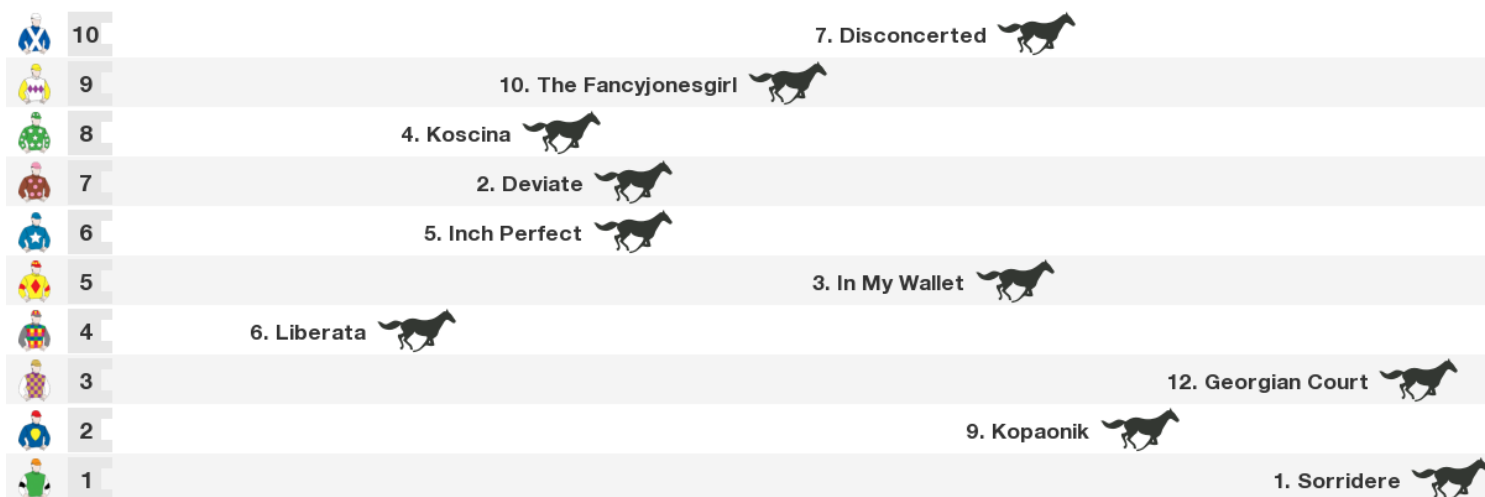 10 7. Disconcerted
9 10. The Fancyjonesgirl
8 4. Koscina
7 2. Deviate
6 5. Inch Perfect
5 3. In My Wallet
4 6. Liberata
3 12. Georgian Court
2 9. Kopaonik
1 1. Sorridere